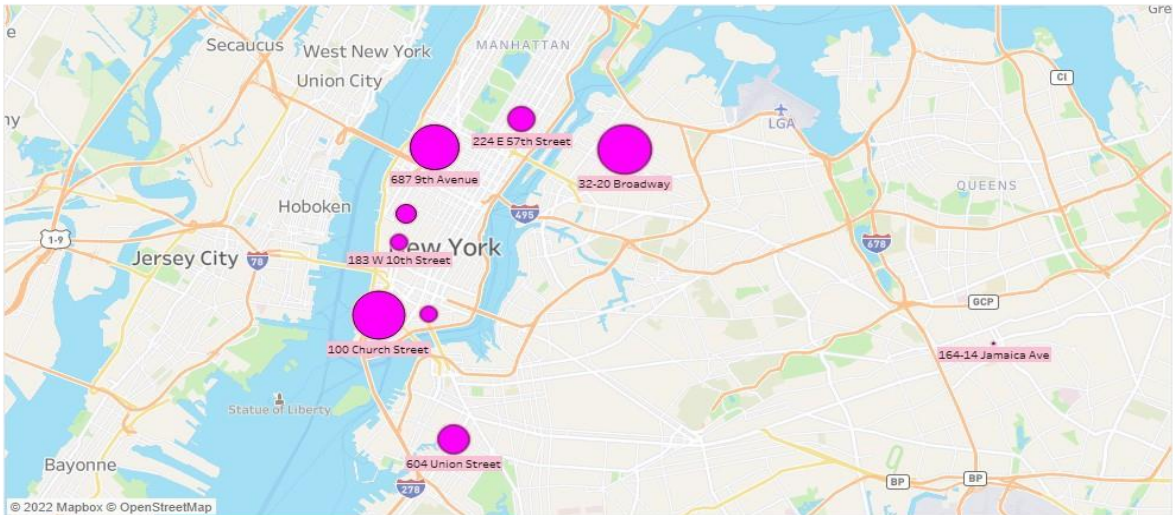 Gre
e
Secaucus
West New York
MANHATTAN
Union City
CI
ny
LGA
224 E 57th Street
687 9th Avenue
32-20 Broadway
QUEENS
Hoboken
495
1-9
678
New York
Jersey City
78
183 W 10th Street
GCP
100 Church Street
164-14 Jamaica Ave
Statue of Liberty
604 Union Street
Bayonne
BP
BP
278
© 2022 Mapbox © OpenStreetMap